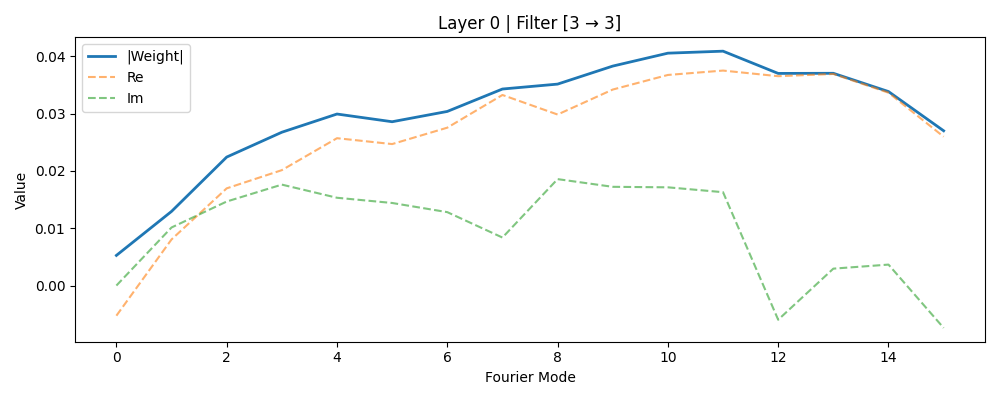 Layer 0 | Filter [3 → 3]
|Weight|
Re
Im
Value
0.04
0.03
0.02
0.01
0.00
0 2 4 6 8 10 12 14
Fourier Mode